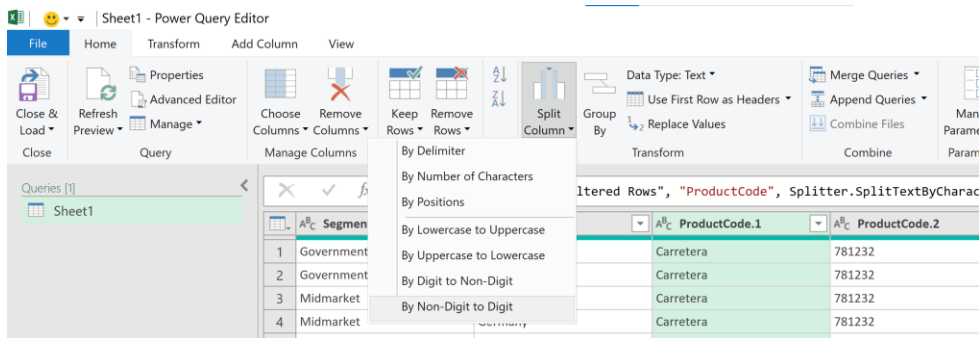 Sheet1 - Power Query Editor
File Home Transform Add Column View
Close & Load
Refresh Preview
Properties
Advanced Editor
Manage
Choose Columns
Remove Columns
Keep Rows
Remove Rows
Split Column
Group By
Data Type: Text
Use First Row as Headers
Replace Values
Merge Queries
Append Queries
Combine Files
Close Query Manage Columns Transform Combine
By Delimiter
By Number of Characters
By Positions
By Lowercase to Uppercase
By Uppercase to Lowercase
By Digit to Non-Digit
By Non-Digit to Digit
Queries [1]
Sheet1
ltered Rows", "ProductCode", Splitter.SplitTextByCharac
Segmen ProductCode.1 ProductCode.2
1 Government Carretera 781232
2 Government Carretera 781232
3 Midmarket Carretera 781232
4 Midmarket Germany Carretera 781232